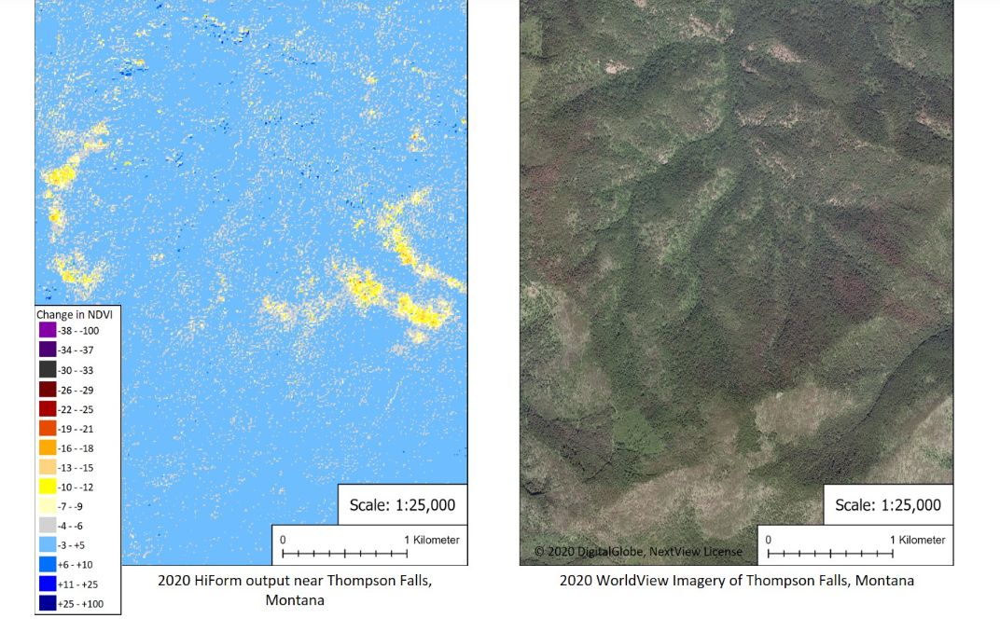 Change in NDVI
-38 - -100
-34 - -37
-30 - -33
-26 - -29
-22 - -25
-19 - -21
-16 - -18
-13 - -15
-10 - -12
-7 - -9
-4 - -6
-3 - +5
+6 - +10
+11 - +25
+25 - +100
Scale: 1:25,000
0 1 Kilometer
2020 HiForm output near Thompson Falls,
Montana
Scale: 1:25,000
0 1 Kilometer
© 2020 DigitalGlobe, NextView License
2020 WorldView Imagery of Thompson Falls, Montana